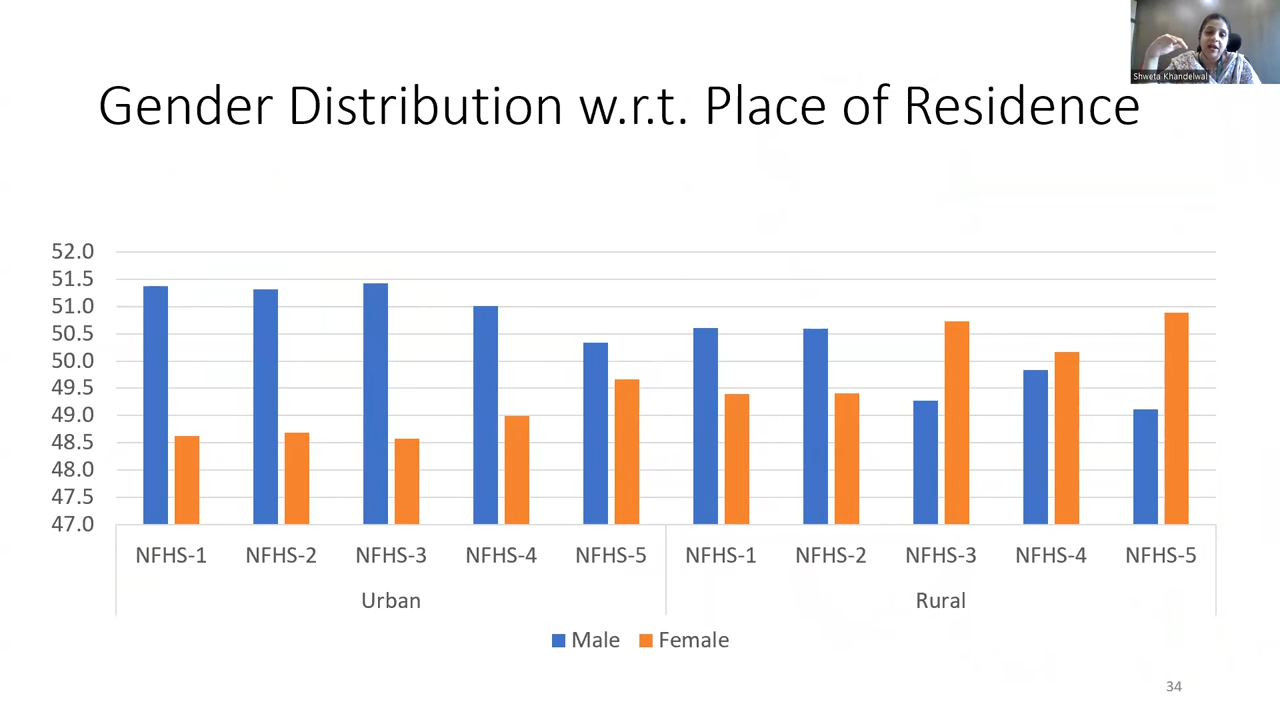 Shweta Khandelwal
Gender Distribution w.r.t. Place of Residence
52.0
51.5
51.0
50.5
50.0
49.5
49.0
48.5
48.0
47.5
47.0
NFHS-1 NFHS-2 NFHS-3 NFHS-4 NFHS-5 NFHS-1 NFHS-2 NFHS-3 NFHS-4 NFHS-5
Urban Rural
Male Female
34